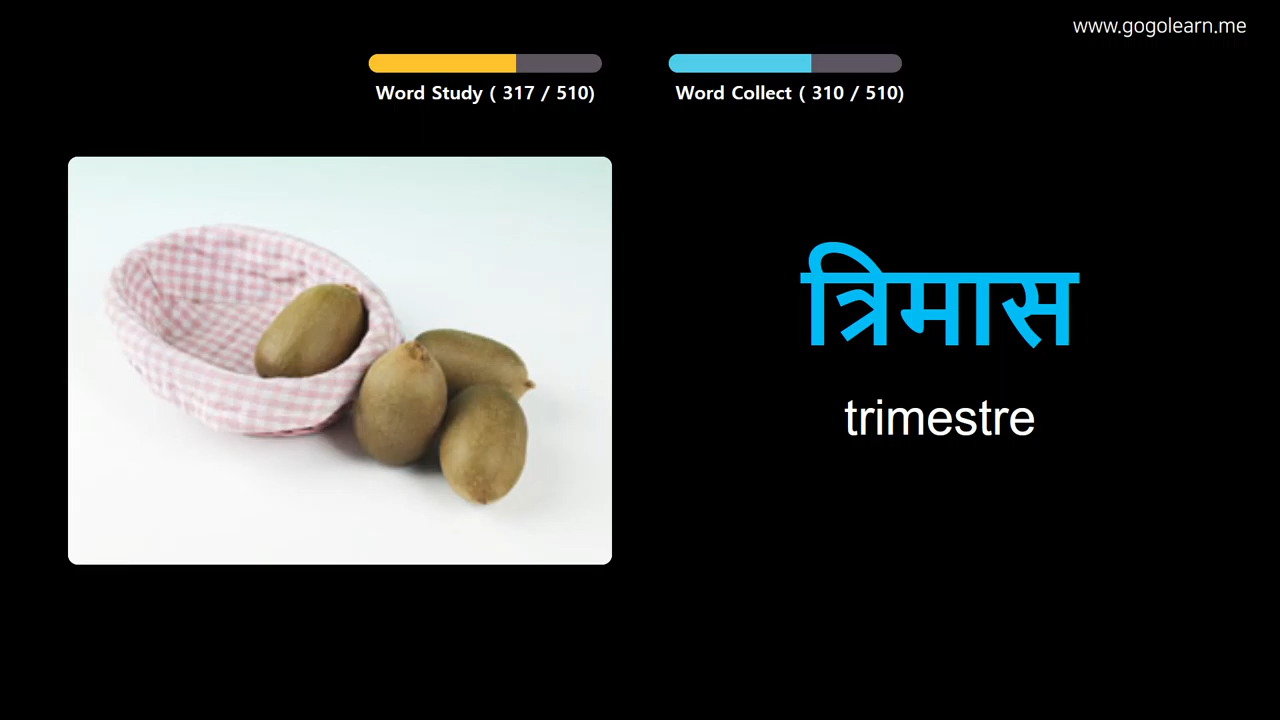 www.gogolearn.me
Word Study ( 317 / 510)
Word Collect ( 310 / 510)
त्रिमास
trimestre